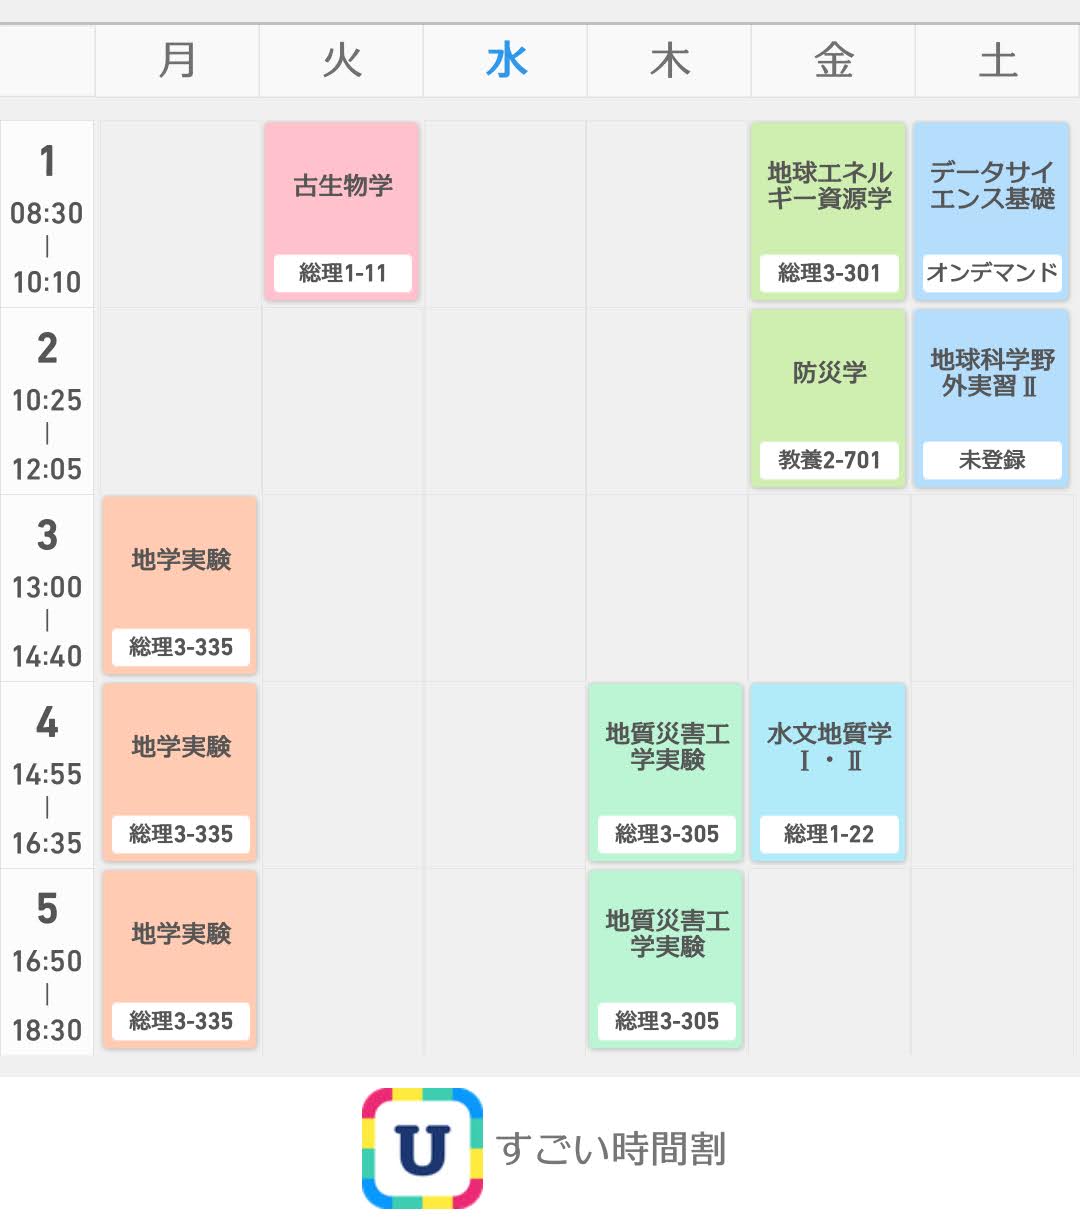 月 火 水 木 金 土
1
08:30
|
10:10
古生物学
総理1-11
地球エネル
ギー資源学
総理3-301
データサイ
エンス基礎
オンデマンド
2
10:25
|
12:05
防災学
教養2-701
地球科学野
外実習Ⅱ
未登録
3
13:00
|
14:40
地学実験
総理3-335
4
14:55
|
16:35
地学実験
総理3-335
地質災害工
学実験
総理3-305
水文地質学
Ⅰ・Ⅱ
総理1-22
5
16:50
|
18:30
地学実験
総理3-335
地質災害工
学実験
総理3-305
U すごい時間割